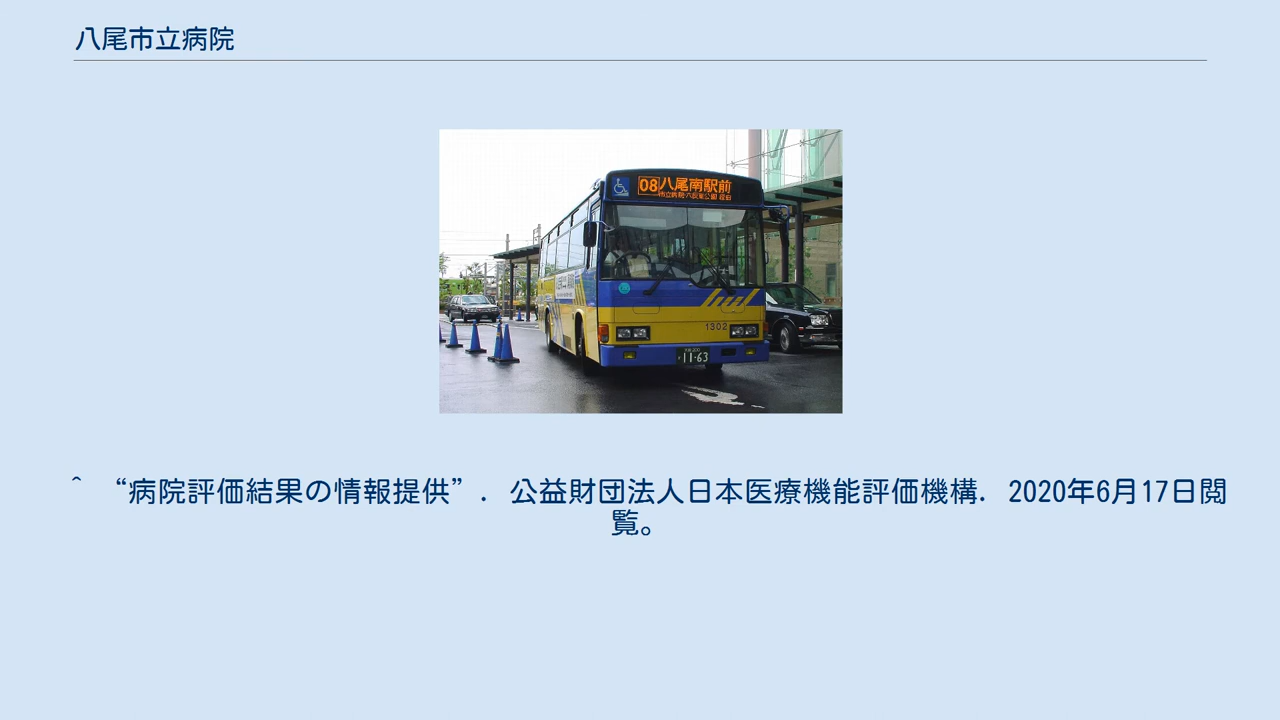 八尾市立病院
08八尾南駅前
1302
11-63
^ “病院評価結果の情報提供”. 公益財団法人日本医療機能評価機構. 2020年6月17日閲
覧。